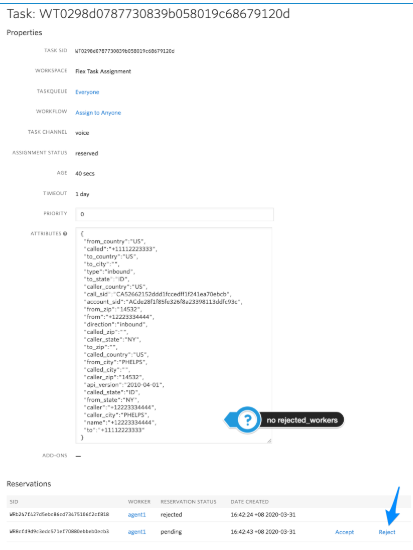 Task: WT0298d0787730839b058019c68679120d
Properties
TASK SID WT0298d0787730839b058019c68679120d
WORKSPACE Flex Task Assignment
TASKQUEUE Everyone
WORKFLOW Assign to Anyone
TASK CHANNEL voice
ASSIGNMENT STATUS reserved
AGE 40 secs
TIMEOUT 1 day
PRIORITY 0
ATTRIBUTES
{
"from_country":"US",
"called":"+11112223333",
"to_country":"US",
"to_city":"",
"type":"inbound",
"to_state":"ID",
"caller_country":"US",
"call_sid":
"account_sid":
"from_zip":"14532",
"from":"+12223334444",
"direction":"inbound",
"called_zip":"",
"caller_state":"NY",
"to_zip":"",
"called_country":"US",
"from_city":"PHELPS",
"called_city":"",
"caller_zip":"14532",
"api_version":"2010-04-01",
"called_state":"ID",
"from_state":"NY",
"caller":"+12223334444",
"caller_city":"PHELPS",
"name":"+12223334444",
"to":"+11112223333"
}
? no rejected_workers
ADD-ONS —
Reservations
SID WORKER RESERVATION STATUS DATE CREATED
agent1 rejected 16:42:24 +08 2020-03-31
agent1 pending 16:42:43 +08 2020-03-31 Accept Reject